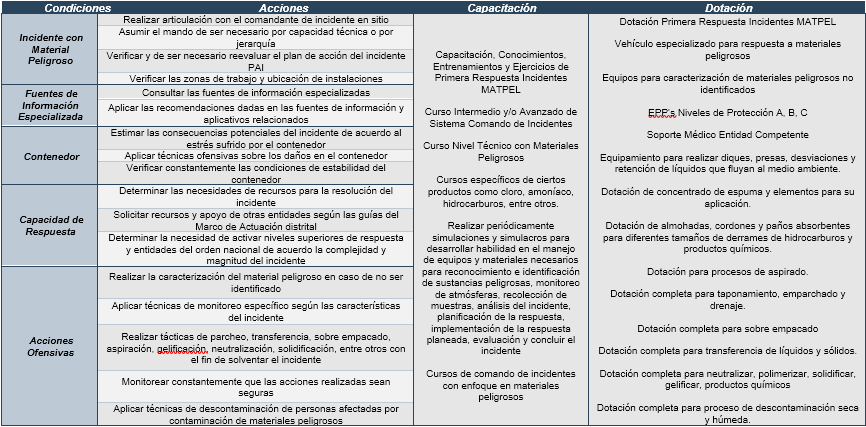 Condiciones Acciones Capacitación Dotación
Incidente con
Material
Peligroso
Realizar articulación con el comandante de incidente en sitio
Asumir el mando de ser necesario por capacidad técnica o por
jerarquía
Verificar y de ser necesario reevaluar el plan de acción del incidente
PAI
Verificar las zonas de trabajo y ubicación de instalaciones
Fuentes de
Información
Especializada
Consultar las fuentes de información especializadas
Aplicar las recomendaciones dadas en las fuentes de información y
aplicativos relacionados
Contenedor
Estimar las consecuencias potenciales del incidente de acuerdo al
estrés sufrido por el contenedor
Aplicar técnicas ofensivas sobre los daños en el contenedor
Verificar constantemente las condiciones de estabilidad del
contenedor
Capacidad de
Respuesta
Determinar las necesidades de recursos para la resolución del
incidente
Solicitar recursos y apoyo de otras entidades según las guías del
Marco de Actuación distrital
Determinar la necesidad de activar niveles superiores de respuesta
y entidades del orden nacional de acuerdo la complejidad y
magnitud del incidente
Acciones
Ofensivas
Realizar la caracterización del material peligroso en caso de no ser
identificado
Aplicar técnicas de monitoreo específico según las características
del incidente
Realizar tácticas de parcheo, transferencia, sobre empacado,
aspiración, gelificación, neutralización, solidificación, entre otros con
el fin de solventar el incidente
Monitorear constantemente que las acciones realizadas sean
seguras
Aplicar técnicas de descontaminación de personas afectadas por
contaminación de materiales peligrosos
Capacitación, Conocimientos,
Entrenamientos y Ejercicios de
Primera Respuesta Incidentes
MATPEL
Curso Intermedio y/o Avanzado de
Sistema Comando de Incidentes
Curso Nivel Técnico con Materiales
Peligrosos
Cursos específicos de ciertos
productos como cloro, amoníaco,
hidrocarburos, entre otros.
Realizar periódicamente
simulaciones y simulacros para
desarrollar habilidad en el manejo
de equipos y materiales necesarios
para reconocimiento e identificación
de sustancias peligrosas, monitoreo
de atmósferas, recolección de
muestras, análisis del incidente,
planificación de la respuesta,
implementación de la respuesta
planeada, evaluación y concluir el
incidente
Cursos de comando de incidentes
con enfoque en materiales
peligrosos
Dotación Primera Respuesta Incidentes MATPEL
Vehículo especializado para respuesta a materiales
peligrosos
Equipos para caracterización de materiales peligrosos no
identificados
EPP's Niveles de Protección A, B, C
Soporte Médico Entidad Competente
Equipamiento para realizar diques, presas, desviaciones y
retención de líquidos que fluyan al medio ambiente.
Dotación de concentrado de espuma y elementos para su
aplicación.
Dotación de almohadas, cordones y paños absorbentes
para diferentes tamaños de derrames de hidrocarburos y
productos químicos.
Dotación para procesos de aspirado.
Dotación completa para taponamiento, emparchado y
drenaje.
Dotación completa para sobre empacado
Dotación completa para transferencia de líquidos y sólidos.
Dotación completa para neutralizar, polimerizar, solidificar,
gelificar, productos químicos
Dotación completa para proceso de descontaminación seca
y húmeda.